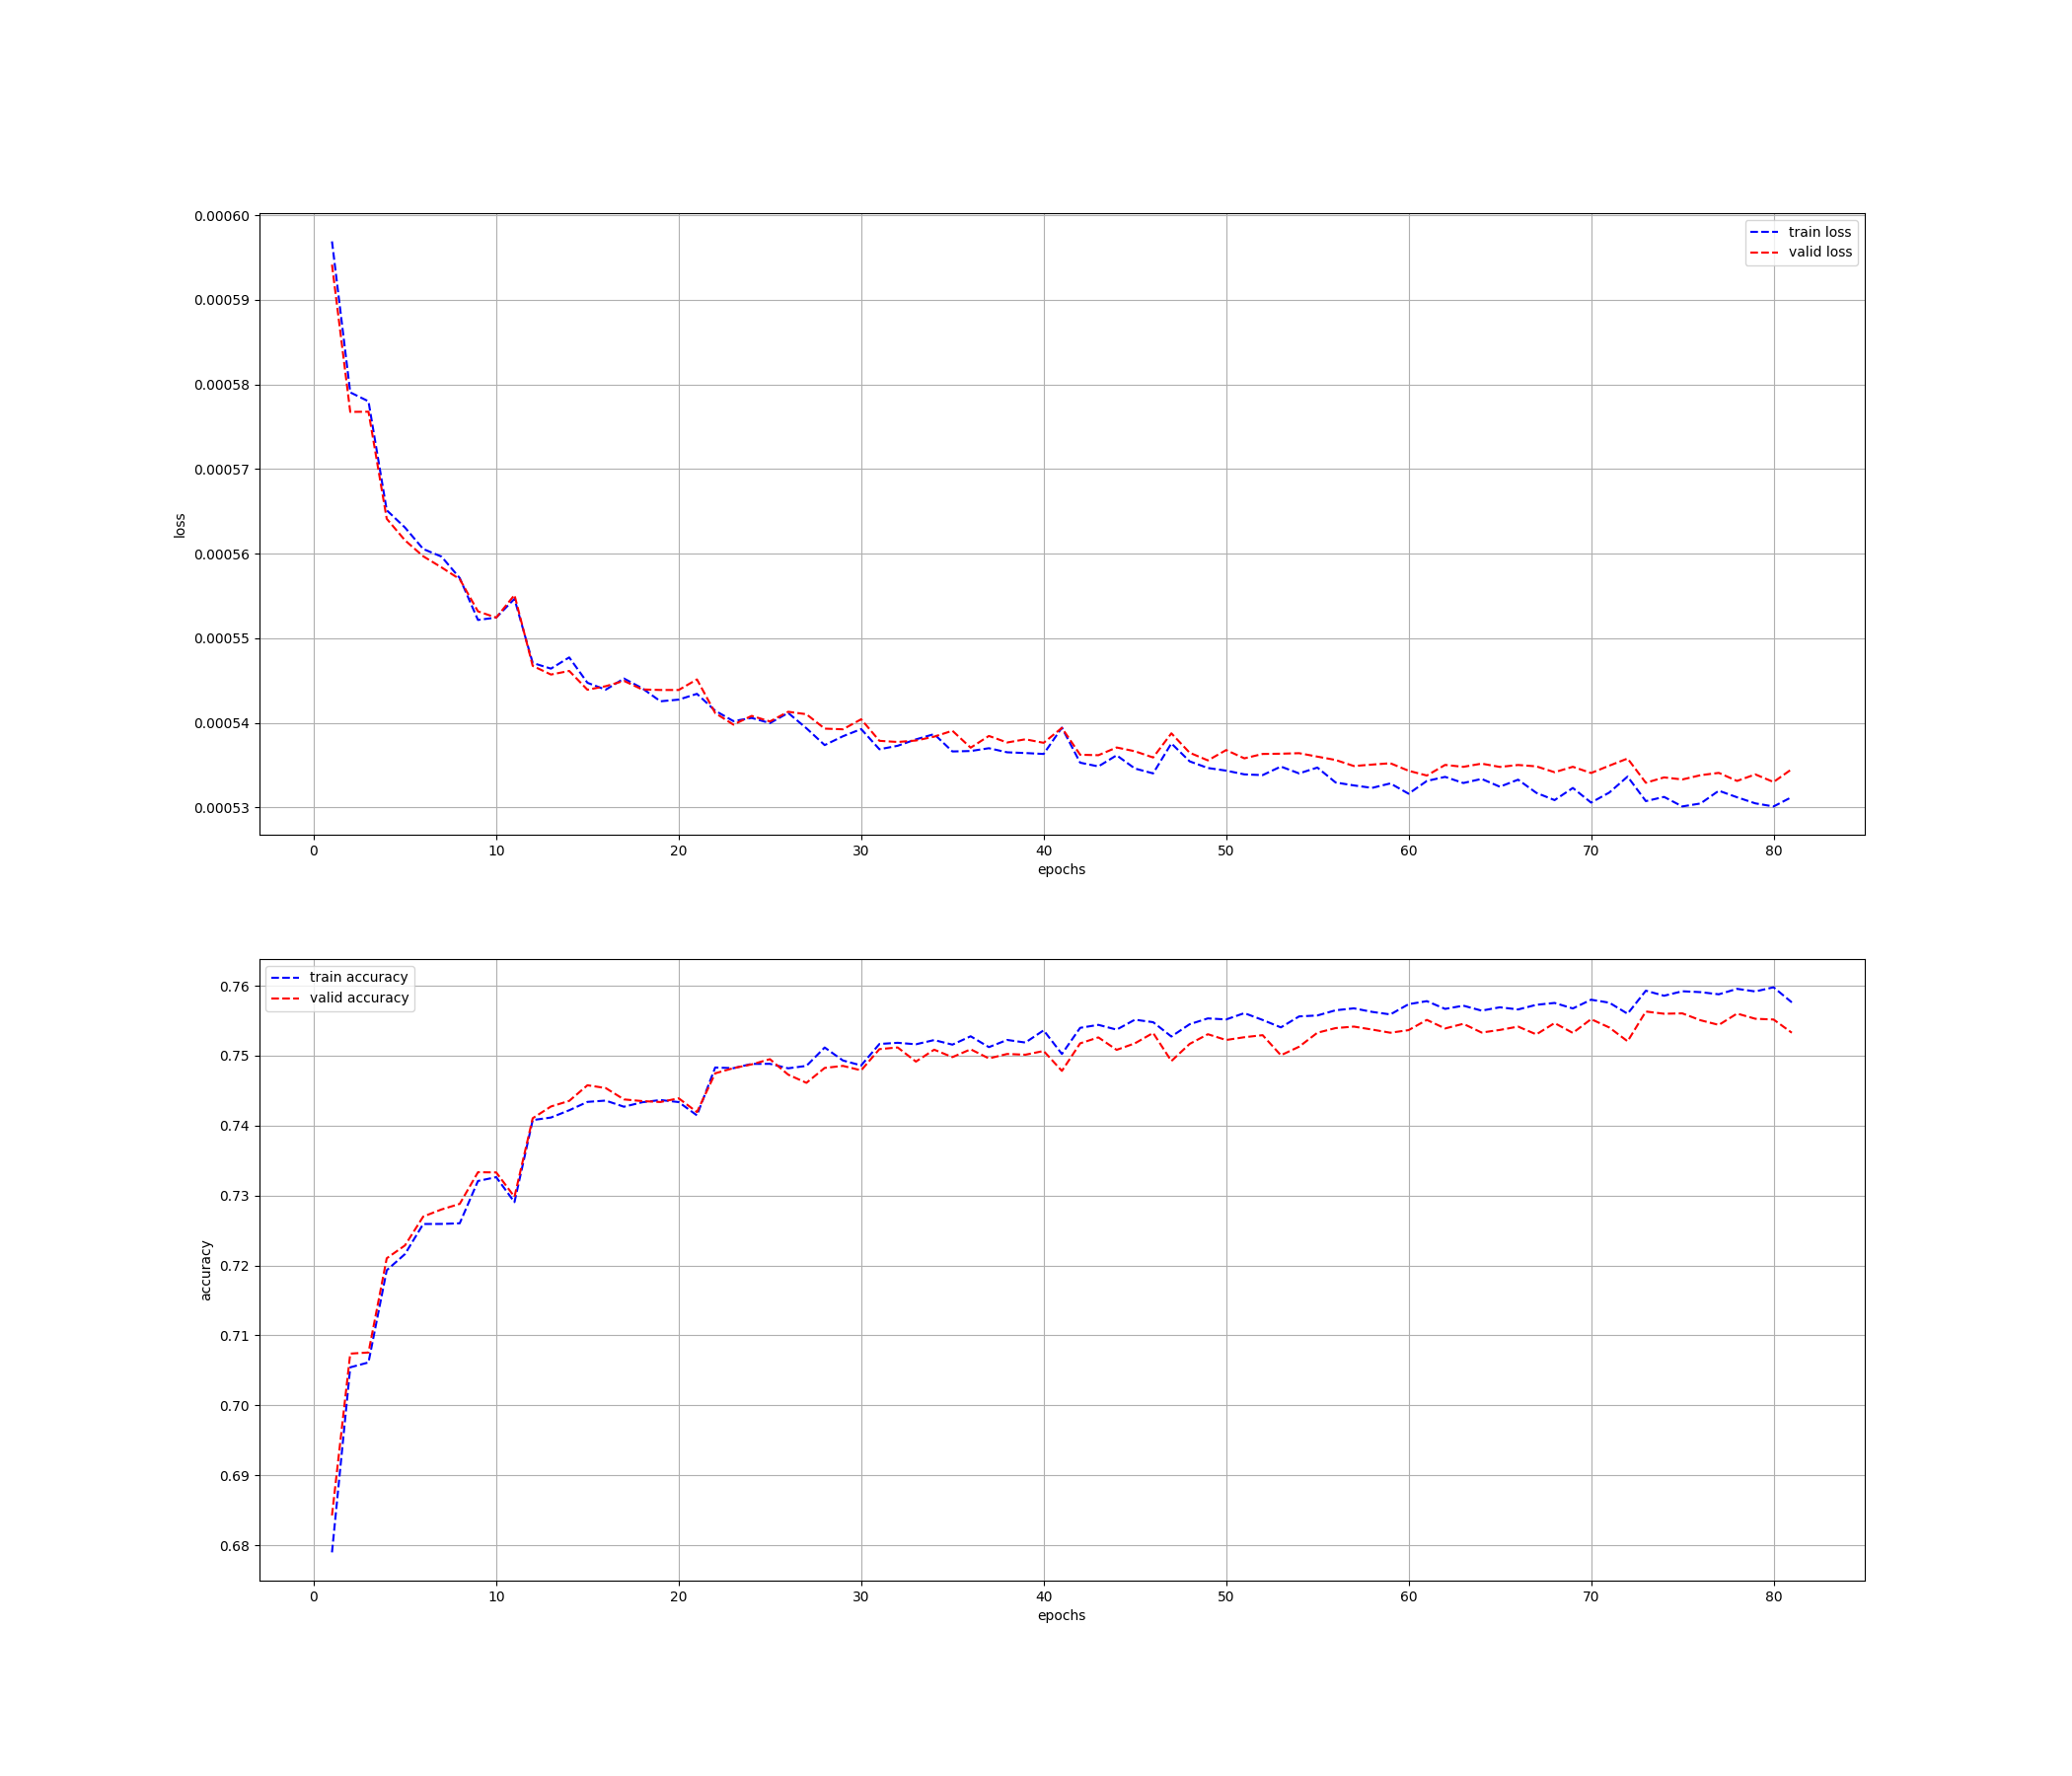 0.00060
train loss
valid loss
0.00059
0.00058
0.00057
loss
0.00056
0.00055
0.00054
0.00053
0 10 20 30 40 50 60 70 80
epochs
train accuracy
valid accuracy
0.76
0.75
0.74
0.73
accuracy
0.72
0.71
0.70
0.69
0.68
0 10 20 30 40 50 60 70 80
epochs